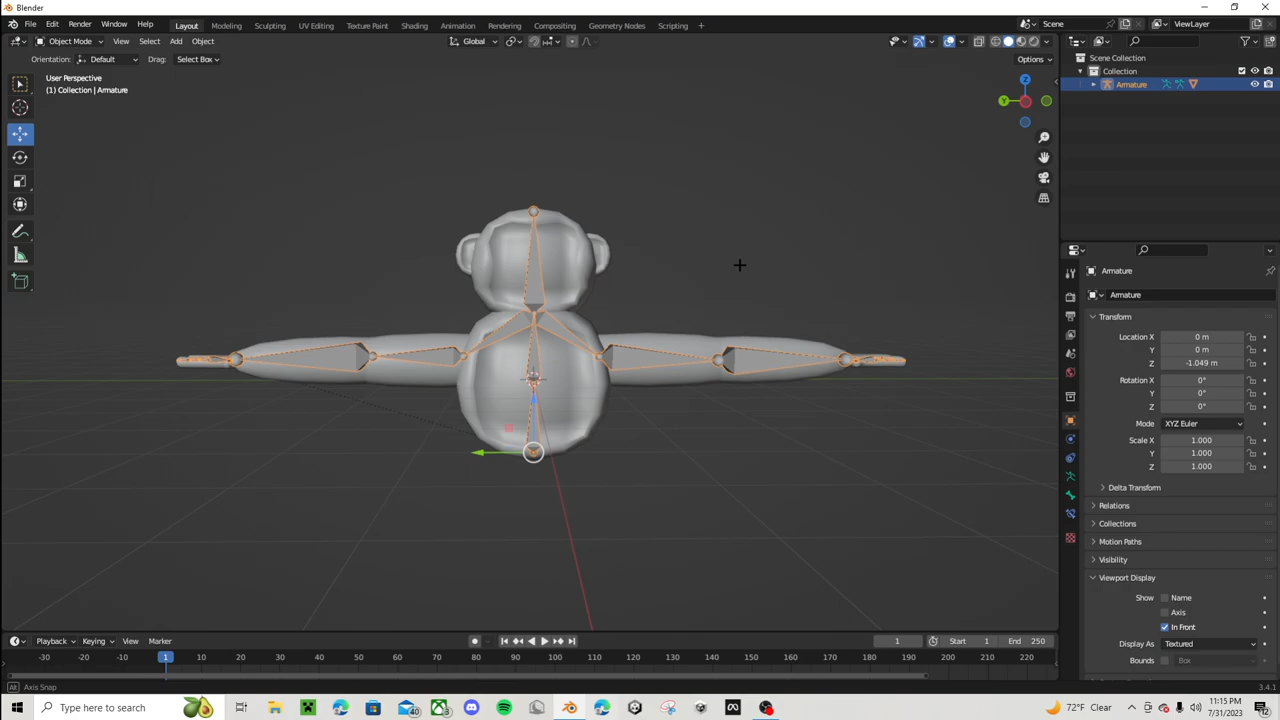 Blender
File Edit Render Window Help Layout Modeling Sculpting UV Editing Texture Paint Shading Animation Rendering Compositing Geometry Nodes Scripting + Scene ViewLayer
Object Mode View Select Add Object Global
Orientation: Default Drag: Select Box Options
User Perspective
(1) Collection | Armature
Z
Y
Scene Collection
Collection
Armature
Armature
Armature
Transform
Location X 0 m
Y 0 m
Z -1.049 m
Rotation X 0°
Y 0°
Z 0°
Mode XYZ Euler
Scale X 1.000
Y 1.000
Z 1.000
Delta Transform
Relations
Collections
Motion Paths
Visibility
Viewport Display
Show Name
Axis
In Front
Display As Textured
Bounds Box
Playback Keying View Marker 1 Start 1 End 250
-30 -20 -10 1 10 20 30 40 50 60 70 80 90 100 110 120 130 140 150 160 170 180 190 200 210 220
Alt Axis Snap 3.4.1
Type here to search 40 3 72°F Clear 11:15 PM
7/31/2023 12